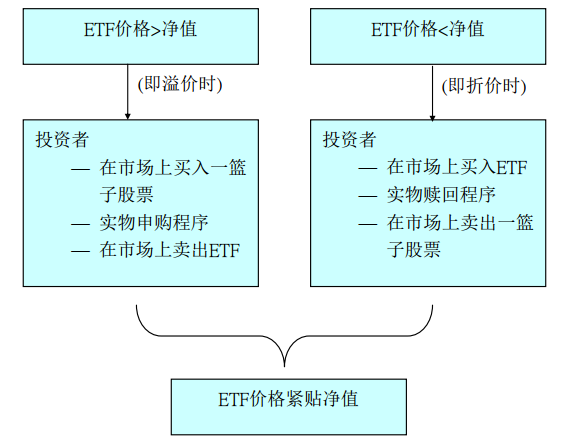 ETF价格>净值
(即溢价时)
投资者
— 在市场上买入一篮
子股票
— 实物申购程序
— 在市场上卖出ETF
ETF价格<净值
(即折价时)
投资者
— 在市场上买入ETF
— 实物赎回程序
— 在市场上卖出一篮
子股票
ETF价格紧贴净值